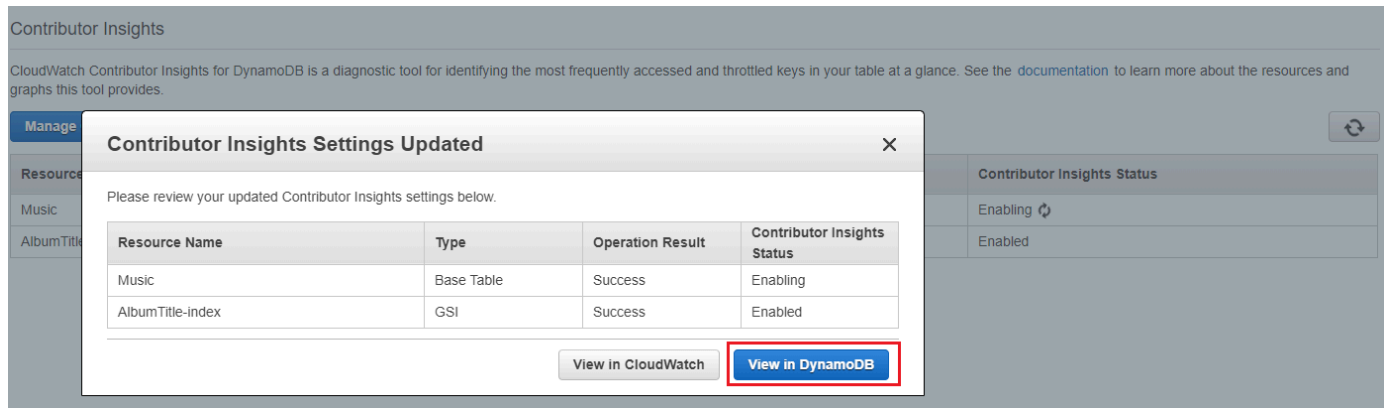 Contributor Insights
CloudWatch Contributor Insights for DynamoDB is a diagnostic tool for identifying the most frequently accessed and throttled keys in your table at a glance. See the documentation to learn more about the resources and
graphs this tool provides.
Manage
Contributor Insights Settings Updated
Resource
Contributor Insights Status
Please review your updated Contributor Insights settings below.
Music
Enabling
AlbumTitle
Enabled
Resource Name Type Operation Result Contributor Insights
Status
Music Base Table Success Enabling
AlbumTitle-index GSI Success Enabled
View in CloudWatch View in DynamoDB